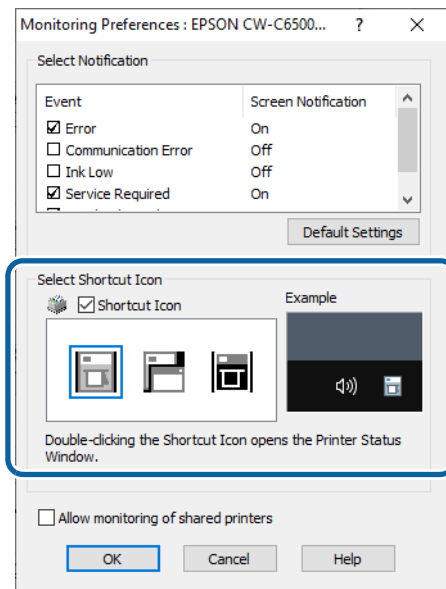 Monitoring Preferences : EPSON CW-C6500... ? ×
Select Notification
Event Screen Notification
Error On
Communication Error Off
Ink Low Off
Service Required On
Default Settings
Select Shortcut Icon
Shortcut Icon
Example
Double-clicking the Shortcut Icon opens the Printer Status
Window.
Allow monitoring of shared printers
OK Cancel Help